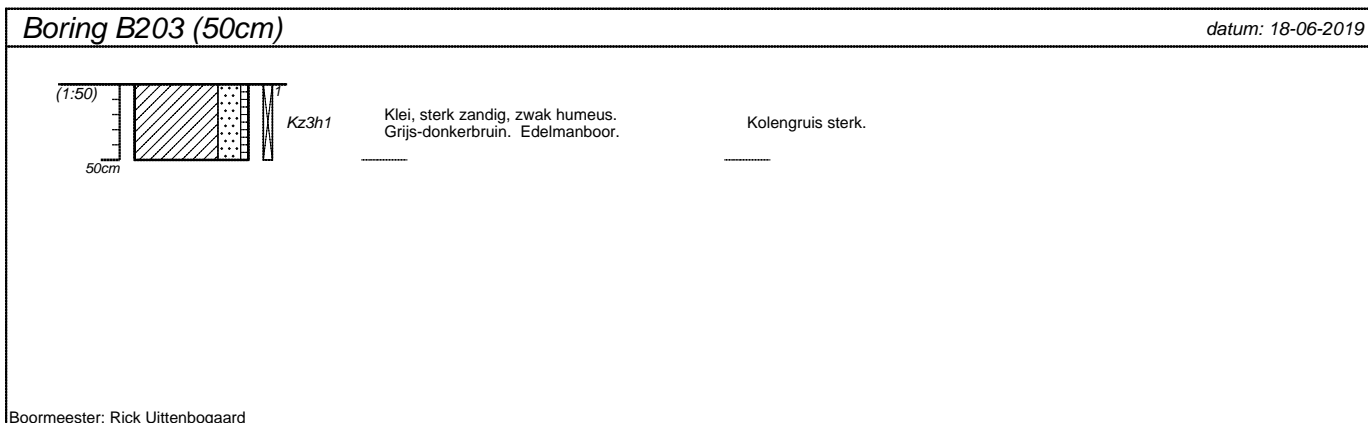 Boring B203 (50cm)
datum: 18-06-2019
(1:50)
1
Kz3h1
Klei, sterk zandig, zwak humeus.
Grijs-donkerbruin. Edelmanboor.
Kolengruis sterk.
50cm
Boormeester: Rick Uittenbogaard